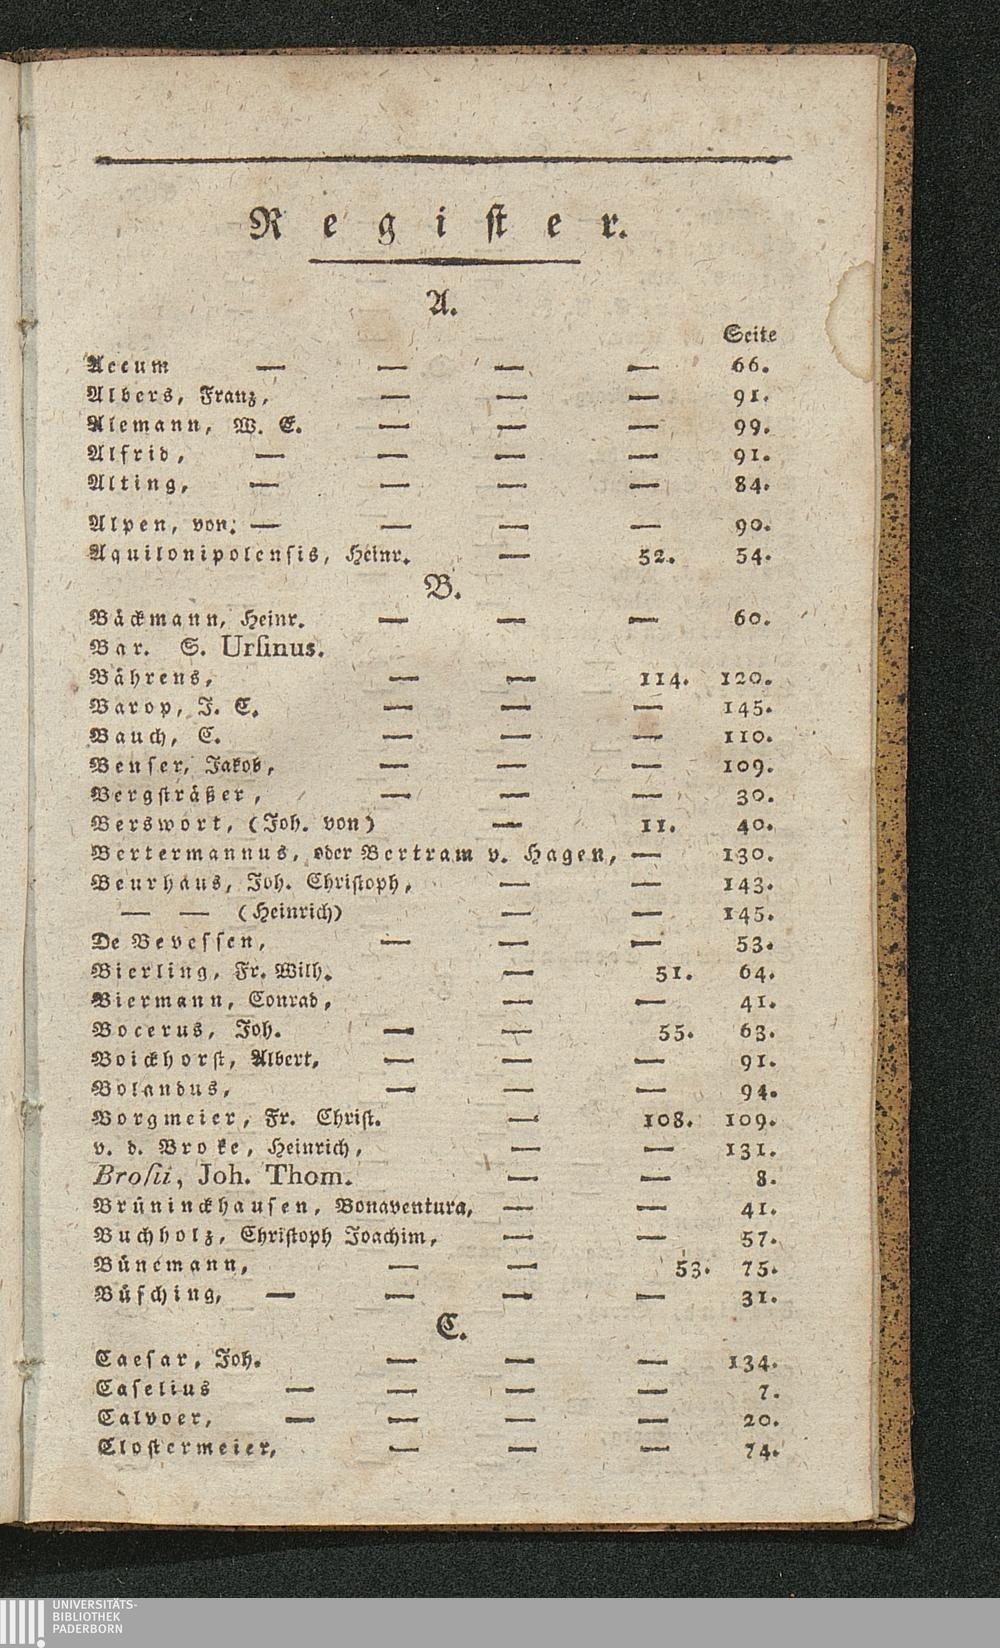 Register.
A.
Seite
Accum — — — — 66.
Albers, Franz, — — — 91.
Alemann, W. E. — — — 99.
Alfrid, — — — — 91.
Alting, — — — — 84.
Alpen, von, — — — — 90.
Aquilonipolensis, Heinr. — 52. 54.
B.
Bäckmann, Heinr. — — — 60.
Bar. S. Ursinus.
Bährens, — — 114. 120.
Barop, J. C. — — — 145.
Bauch, C. — — — 110.
Benser, Jakob, — — — 109.
Bergsträßer, — — — 30.
Berswort, (Joh. von) — 11. 40.
Bertermannus, oder Bertram v. Hagen, — 130.
Beurhaus, Joh. Christoph, — — 143.
— — (Heinrich) — — 145.
De Bevessen, — — — 53.
Bierling, Fr. Wilh. — 51. 64.
Biermann, Conrad, — — 41.
Bocerus, Joh. — — 55. 63.
Boickhorst, Albert, — — — 91.
Bolandus, — — — 94.
Borgmeier, Fr. Christ. — 108. 109.
v. d. Broke, Heinrich, — — 131.
Brosii, Joh. Thom. — — 8.
Brüninckhausen, Bonaventura, — — 41.
Buchholz, Christoph Joachim, — — 57.
Bünemann, — — 53. 75.
Büsching, — — — — 31.
C.
Caesar, Joh. — — — 134.
Caselius — — — — 7.
Calvoer, — — — — 20.
Clostermeier, — — — 74.
UNIVERSITÄTS-
BIBLIOTHEK
PADERBORN